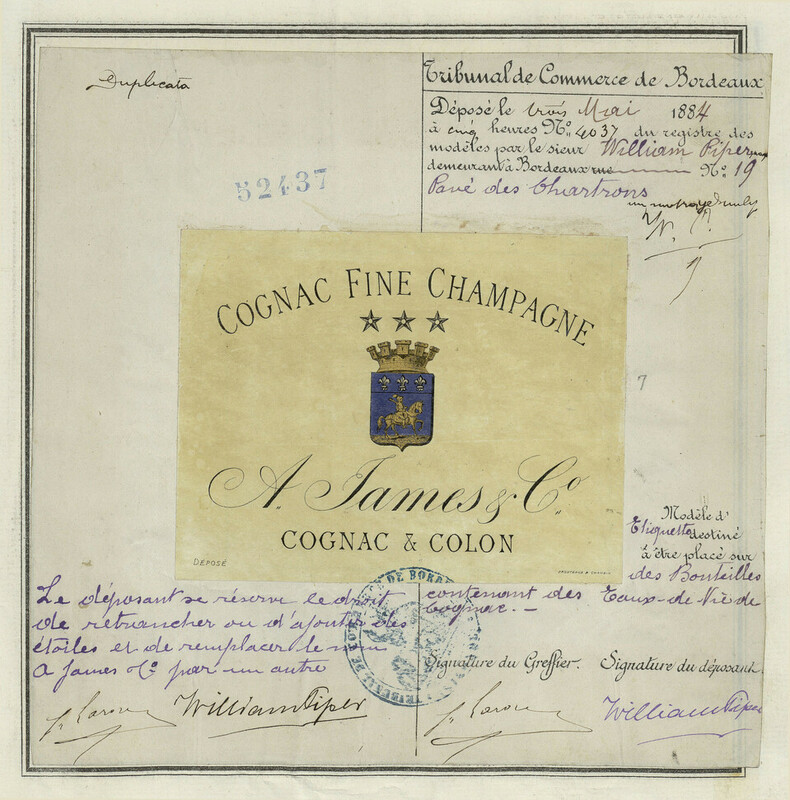 Duplicata
Tribunal de Commerce de Bordeaux
Déposé le trois Mai 1884
à cinq heures No. 4037 du registre des
modèles par le sieur William Piper
demeurant à Bordeaux rue No. 19
Pavé des Chartrons
W. P.
52437
COGNAC FINE CHAMPAGNE
A. James & Co.
COGNAC & COLON
DÉPOSÉ
7
Modèle d'
Etiquette destiné
à être placé sur
des Bouteilles
contenant des Eaux-de-Vie de
Cognac. -
Le déposant se réserve le droit
de retrancher ou d'ajouter des
étoiles et de remplacer le nom
A James & Co par un autre
William Piper
Signature du Greffier.
Signature du déposant.
William Piper